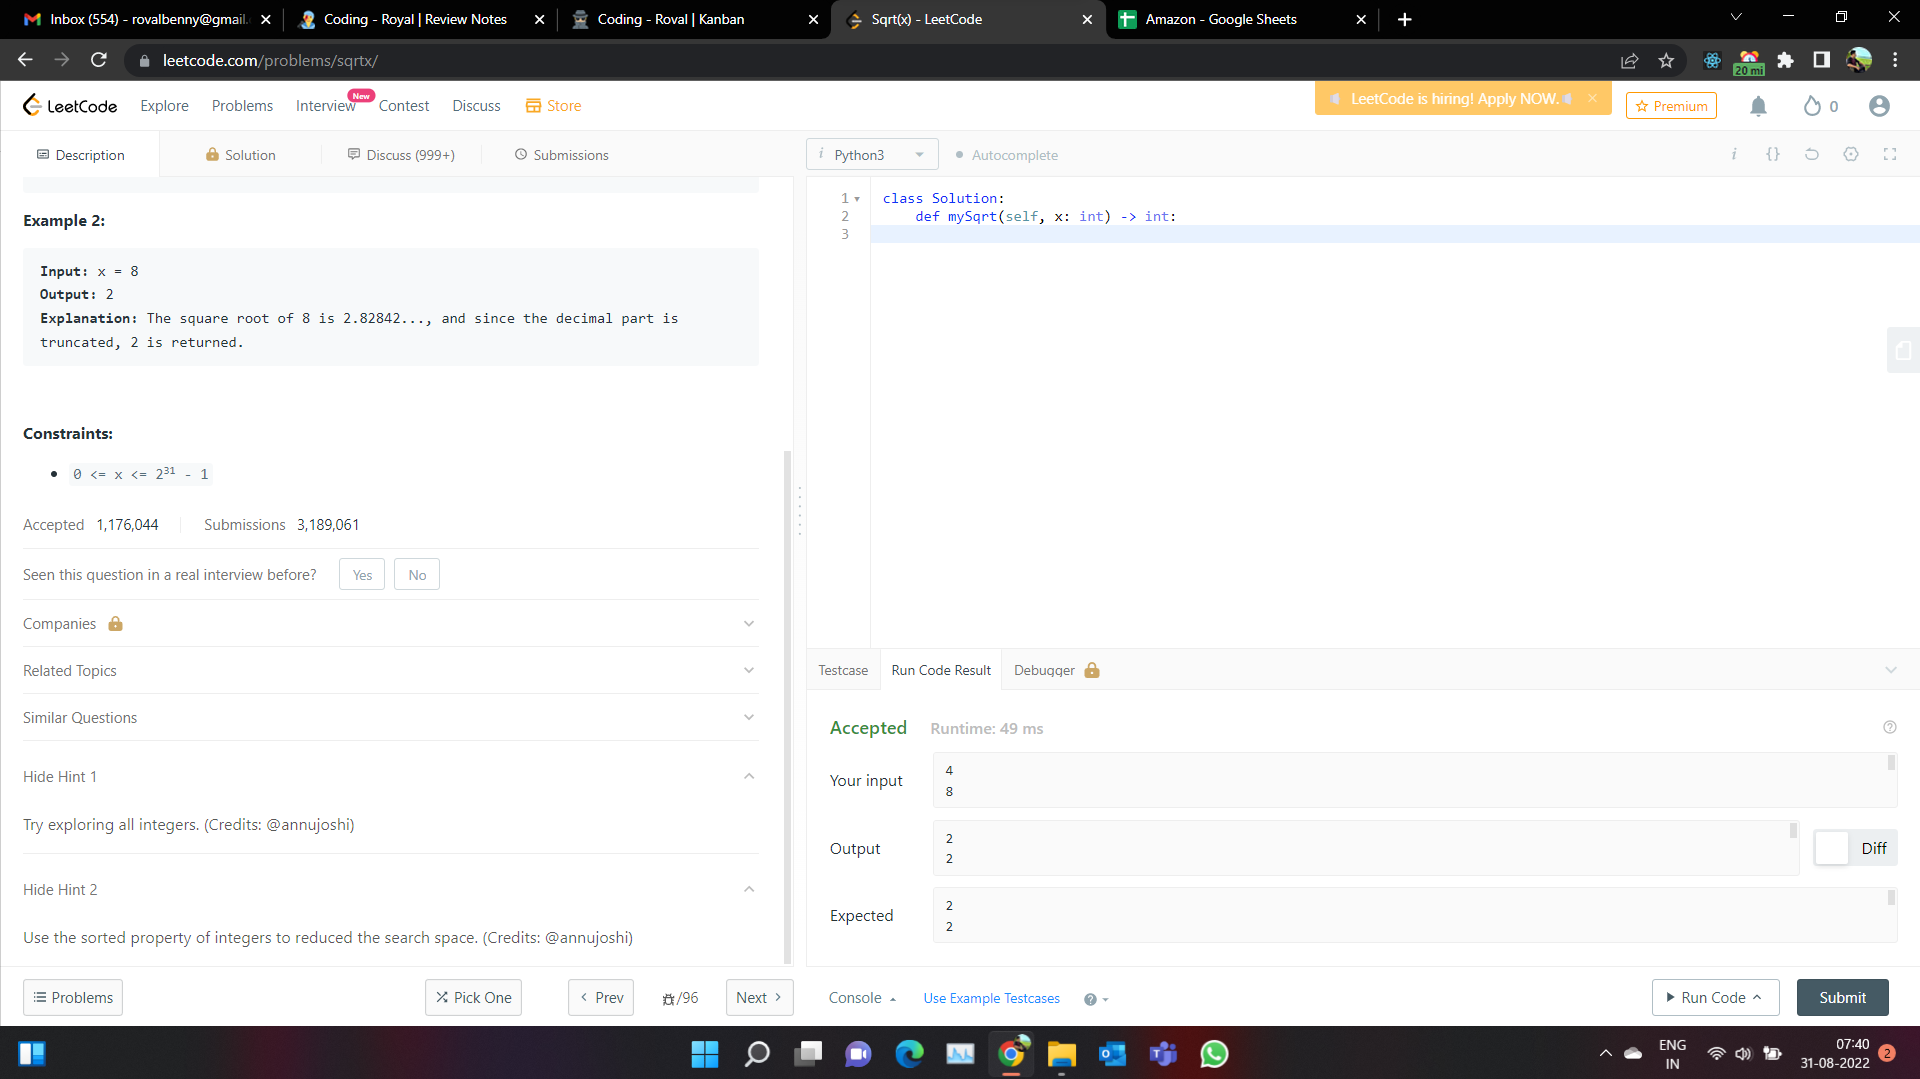 Inbox (554) - rovalbenny@gmail.
Coding - Royal | Review Notes
Coding - Roval | Kanban
Sqrt(x) - LeetCode
Amazon - Google Sheets
leetcode.com/problems/sqrtx/
20 mi
LeetCode
Explore
Problems
Interview
New
Contest
Discuss
Store
LeetCode is hiring! Apply NOW.
Premium
0
Description
Solution
Discuss (999+)
Submissions
i Python3
Autocomplete
i {}
Example 2:
Input: x = 8
Output: 2
Explanation: The square root of 8 is 2.82842..., and since the decimal part is
truncated, 2 is returned.
Constraints:
0 <= x <= 2³¹ - 1
Accepted 1,176,044 Submissions 3,189,061
Seen this question in a real interview before? Yes No
Companies
Related Topics
Similar Questions
Hide Hint 1
Try exploring all integers. (Credits: @annujoshi)
Hide Hint 2
Use the sorted property of integers to reduced the search space. (Credits: @annujoshi)
1 class Solution:
2 def mySqrt(self, x: int) -> int:
3
Testcase
Run Code Result
Debugger
Accepted Runtime: 49 ms
Your input
4
8
Output
2
2
Diff
Expected
2
2
Problems
Pick One
Prev
/96
Next
Console
Use Example Testcases
Run Code
Submit
ENG
IN
07:40
31-08-2022
2